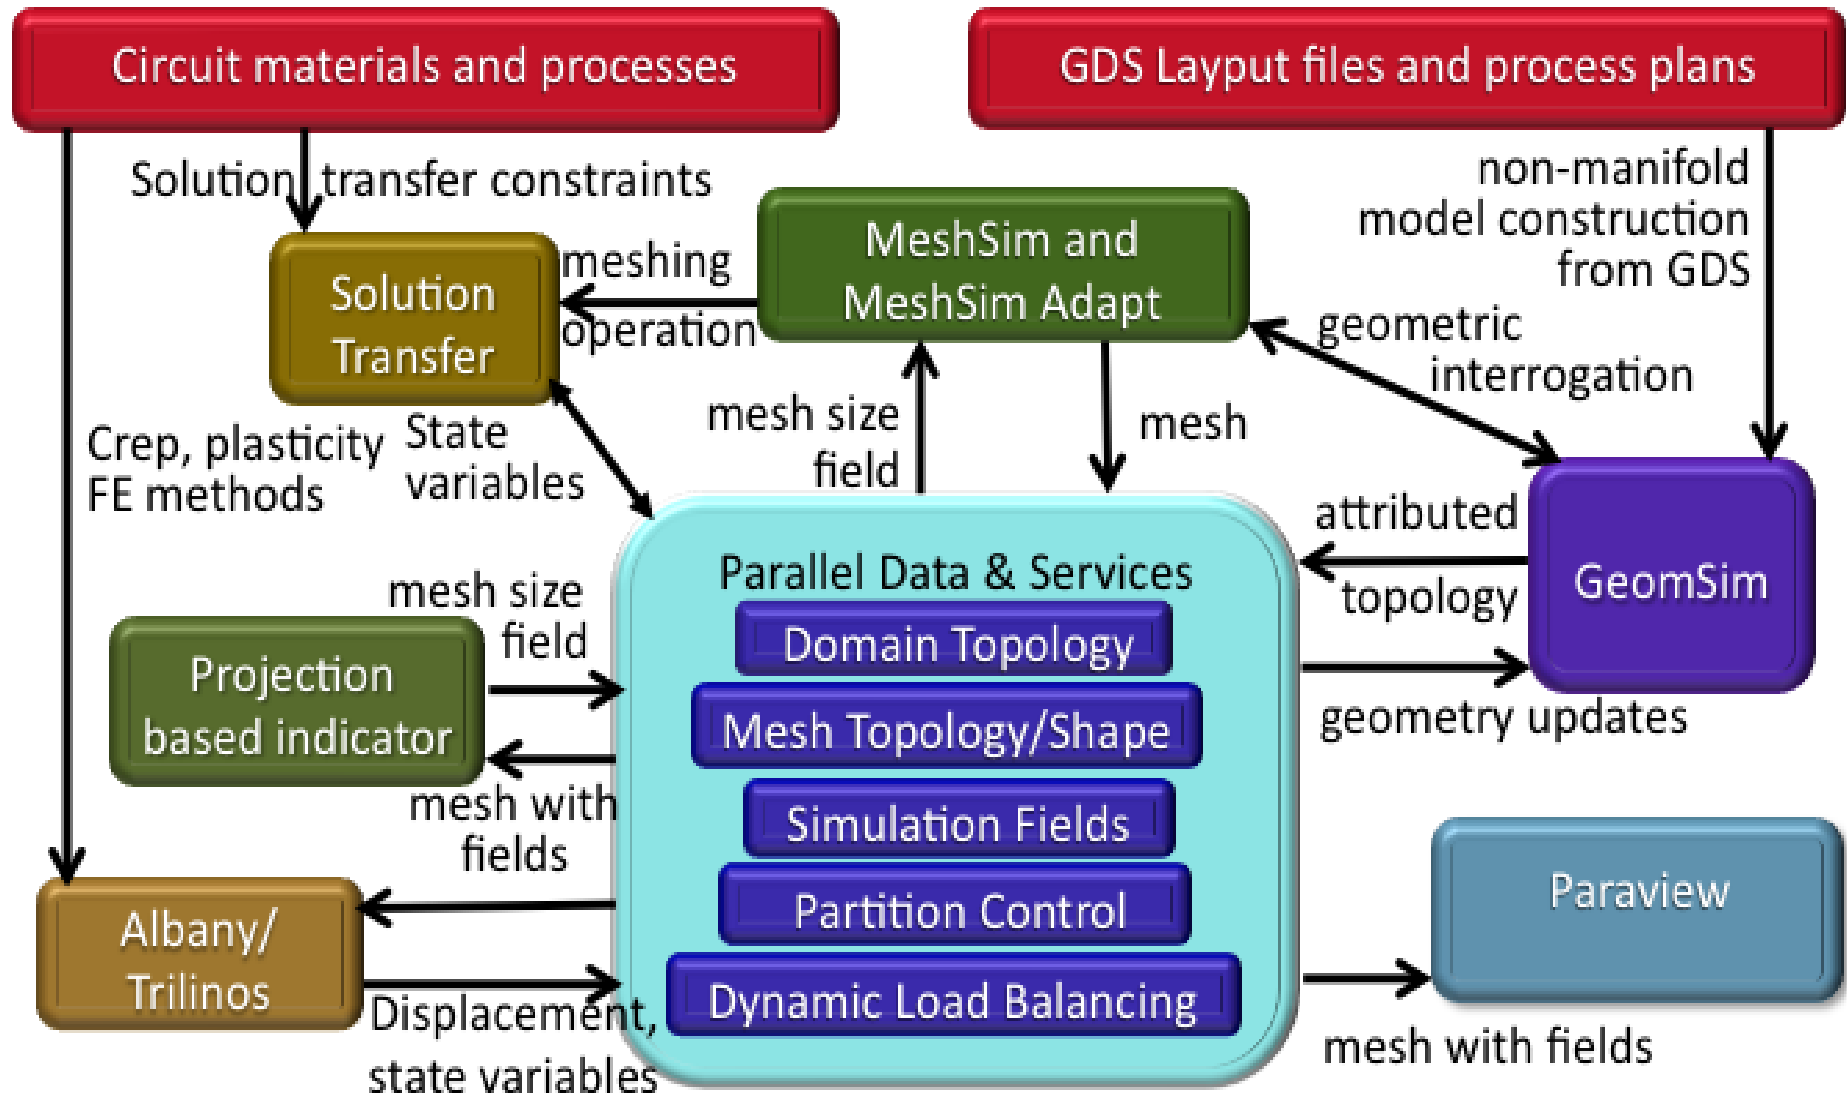 Circuit materials and processes
GDS Layput files and process plans
Solution transfer constraints
non-manifold
model construction
from GDS
MeshSim and
MeshSim Adapt
meshing
operation
Solution
Transfer
geometric
interrogation
mesh size
field
mesh
Crep, plasticity
FE methods
State
variables
attributed
topology
GeomSim
geometry updates
Parallel Data & Services
Domain Topology
Mesh Topology/Shape
Simulation Fields
Partition Control
Dynamic Load Balancing
mesh size
field
Projection
based indicator
mesh with
fields
Albany/
Trilinos
Displacement,
state variables
Paraview
mesh with fields